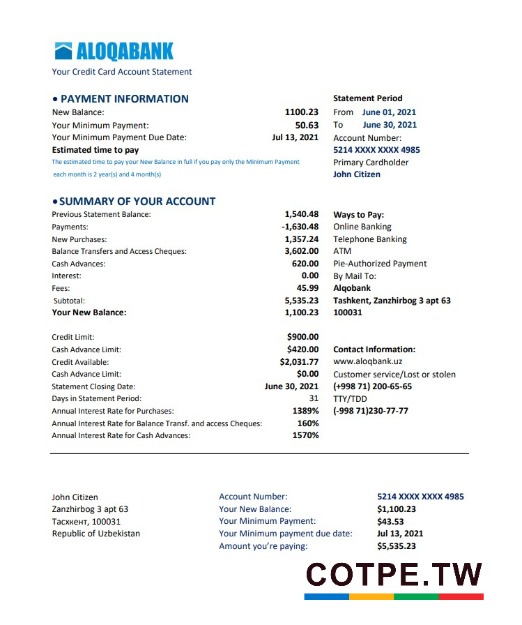 ALOQABANK
Your Credit Card Account Statement
• PAYMENT INFORMATION
New Balance: 1100.23
Your Minimum Payment: 50.63
Your Minimum Payment Due Date: Jul 13, 2021
Estimated time to pay
The estimated time to pay your New Balance in full if you pay only the Minimum Payment
each month is 2 year(s) and 4 month(s)
Statement Period
From June 01, 2021
To June 30, 2021
Account Number:
5214 XXXX XXXX 4985
Primary Cardholder
John Citizen
• SUMMARY OF YOUR ACCOUNT
Previous Statement Balance: 1,540.48
Payments: -1,630.48
New Purchases: 1,357.24
Balance Transfers and Access Cheques: 3,602.00
Cash Advances: 620.00
Interest: 0.00
Fees: 45.99
Subtotal: 5,535.23
Your New Balance: 1,100.23
Ways to Pay:
Online Banking
Telephone Banking
ATM
Pie-Authorized Payment
By Mail To:
Alqobank
Tashkent, Zanzhirbog 3 apt 63
100031
Credit Limit: $900.00
Cash Advance Limit: $420.00
Credit Available: $2,031.77
Cash Advance Limit: $0.00
Statement Closing Date: June 30, 2021
Days in Statement Period: 31
Annual Interest Rate for Purchases: 1389%
Annual Interest Rate for Balance Transf. and access Cheques: 160%
Annual Interest Rate for Cash Advances: 1570%
Contact Information:
www.aloqbank.uz
Customer service/Lost or stolen
(+998 71) 200-65-65
TTY/TDD
(-998 71)230-77-77
John Citizen
Zanzhirbog 3 apt 63
Тасхкент, 100031
Republic of Uzbekistan
Account Number: 5214 XXXX XXXX 4985
Your New Balance: $1,100.23
Your Minimum Payment: $43.53
Your Minimum payment due date: Jul 13, 2021
Amount you're paying: $5,535.23
COTPE.TW